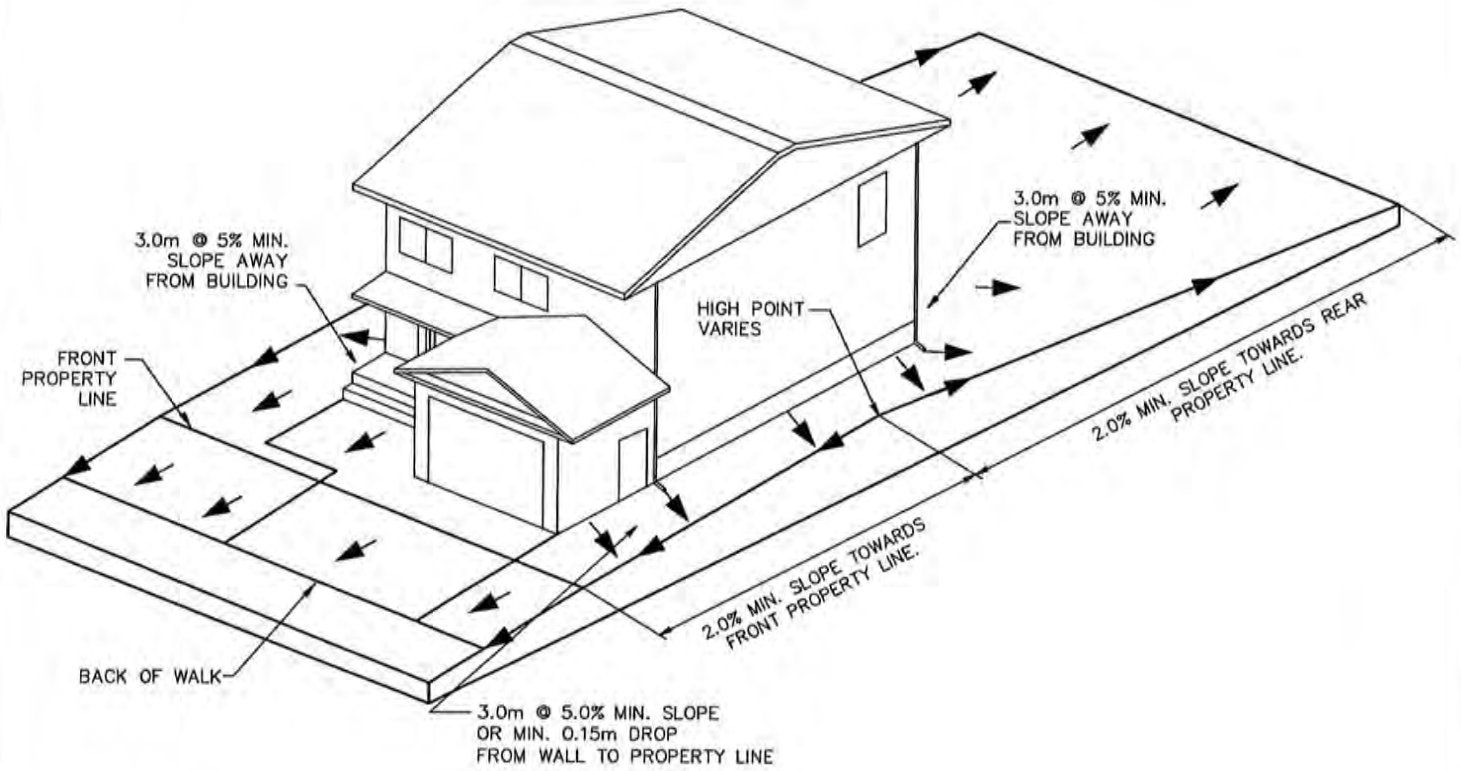 3.0m @ 5% MIN.
SLOPE AWAY
FROM BUILDING
3.0m @ 5% MIN.
SLOPE AWAY
FROM BUILDING
HIGH POINT
VARIES
FRONT
PROPERTY
LINE
2.0% MIN. SLOPE TOWARDS REAR
PROPERTY LINE.
2.0% MIN. SLOPE TOWARDS
FRONT PROPERTY LINE.
BACK OF WALK
3.0m @ 5.0% MIN. SLOPE
OR MIN. 0.15m DROP
FROM WALL TO PROPERTY LINE